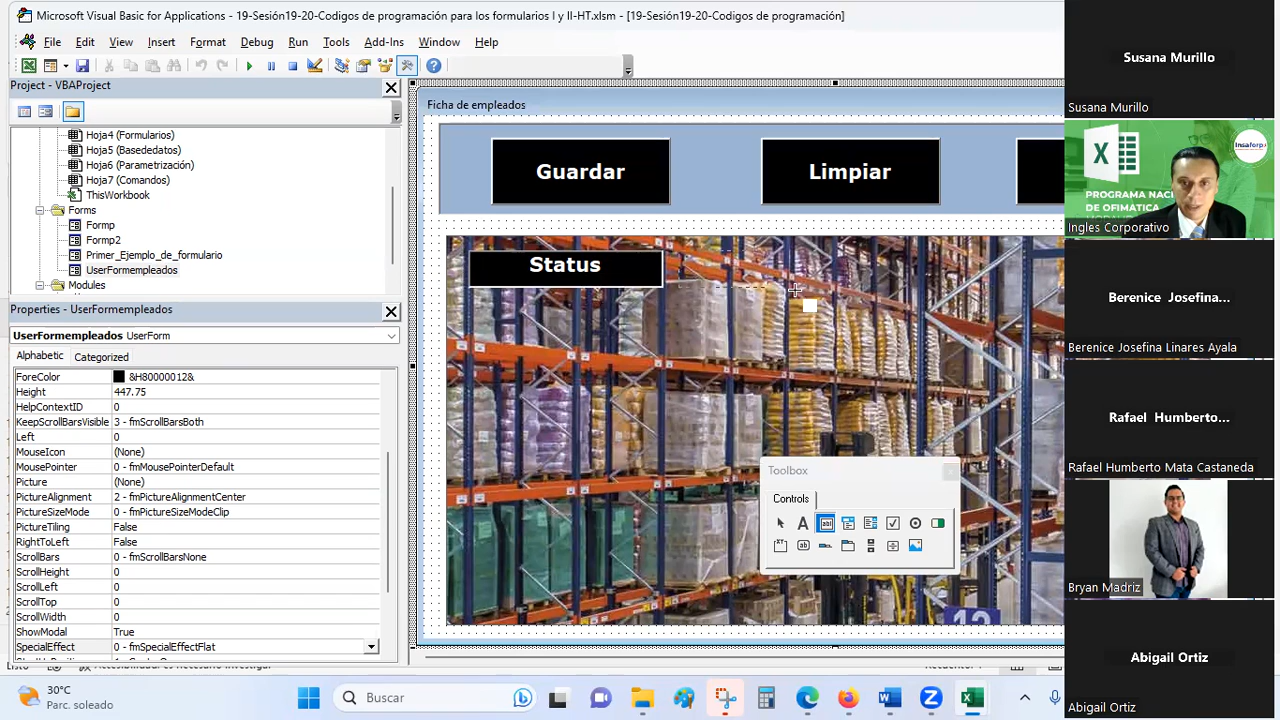 Microsoft Visual Basic for Applications - 19-Sesión19-20-Codigos de programación para los formularios I y II-HT.xlsm - [19-Sesión19-20-Codigos de programación]
File Edit View Insert Format Debug Run Tools Add-Ins Window Help
Project - VBAProject
Hoja4 (Formularios)
Hoja5 (Basededatos)
Hoja6 (Parametrización)
Hoja7 (Comandos)
ThisWorkbook
Forms
Formp
Formp2
Primer_Ejemplo_de_formulario
UserFormempleados
Modules
Properties - UserFormempleados
UserFormempleados UserForm
Alphabetic Categorized
ForeColor &H80000012&
Height 447.75
HelpContextID 0
KeepScrollBarsVisible 3 - fmScrollBarsBoth
Left 0
MouseIcon (None)
MousePointer 0 - fmMousePointerDefault
Picture (None)
PictureAlignment 2 - fmPictureAlignmentCenter
PictureSizeMode 0 - fmPictureSizeModeClip
PictureTiling False
RightToLeft False
ScrollBars 0 - fmScrollBarsNone
ScrollHeight 0
ScrollLeft 0
ScrollTop 0
ScrollWidth 0
ShowModal True
SpecialEffect 0 - fmSpecialEffectFlat
Ficha de empleados
Guardar
Limpiar
Status
12
Toolbox
Controls
A
Susana Murillo
Susana Murillo
Insaforp
X
PROGRAMA NAC
DE OFIMATICA
Ingles Corporativo
Berenice Josefina...
Berenice Josefina Linares Ayala
Rafael Humberto...
Rafael Humberto Mata Castaneda
Bryan Madriz
Abigail Ortiz
Abigail Ortiz
30°C
Parc. soleado
Buscar